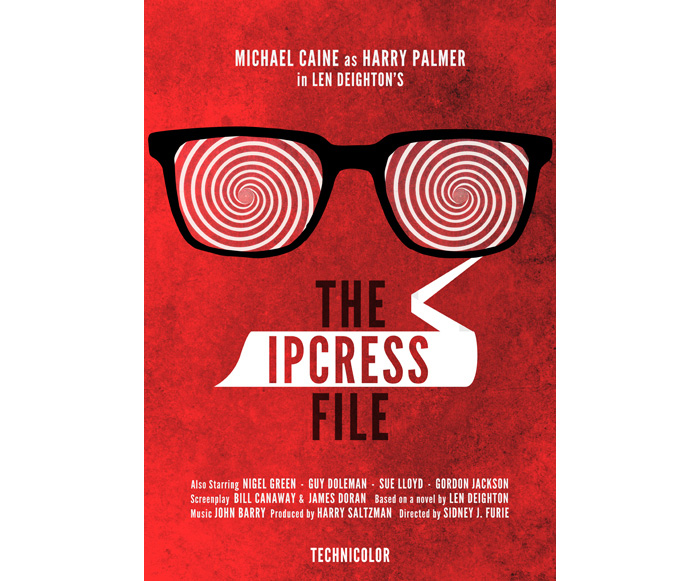 MICHAEL CAINE as HARRY PALMER
in LEN DEIGHTON'S
THE
IPCRESS
FILE
Also Starring NIGEL GREEN - GUY DOLEMAN - SUE LLOYD - GORDON JACKSON
Screenplay BILL CANAWAY & JAMES DORAN Based on a novel by LEN DEIGHTON
Music JOHN BARRY Produced by HARRY SALTZMAN Directed by SIDNEY J. FURIE
TECHNICOLOR